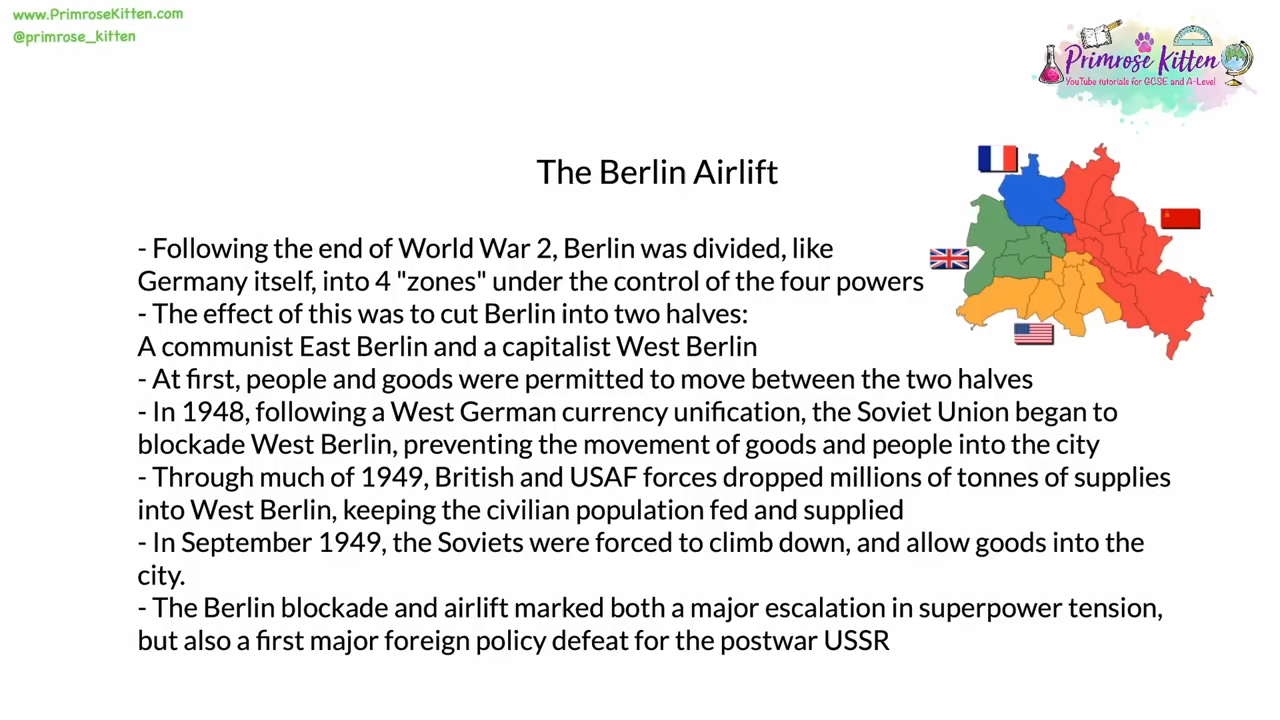 www.PrimroseKitten.com
@primrose_kitten
Primrose Kitten
YouTube tutorials for GCSE and A-Level
The Berlin Airlift
- Following the end of World War 2, Berlin was divided, like
Germany itself, into 4 "zones" under the control of the four powers
- The effect of this was to cut Berlin into two halves:
A communist East Berlin and a capitalist West Berlin
- At first, people and goods were permitted to move between the two halves
- In 1948, following a West German currency unification, the Soviet Union began to
blockade West Berlin, preventing the movement of goods and people into the city
- Through much of 1949, British and USAF forces dropped millions of tonnes of supplies
into West Berlin, keeping the civilian population fed and supplied
- In September 1949, the Soviets were forced to climb down, and allow goods into the
city.
- The Berlin blockade and airlift marked both a major escalation in superpower tension,
but also a first major foreign policy defeat for the postwar USSR